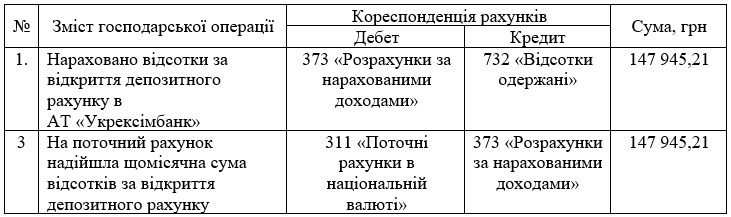 № Зміст господарської операції Кореспонденція рахунків Сума, грн
Дебет Кредит
1. Нараховано відсотки за 373 «Розрахунки за 732 «Відсотки 147 945,21
відкриття депозитного нарахованими одержані»
рахунку в доходами»
АТ «Укрексімбанк»
3 На поточний рахунок 311 «Поточні 373 «Розрахунки 147 945,21
надійшла щомісячна сума рахунки в за нарахованими
відсотків за відкриття національній доходами»
депозитного рахунку валюті»